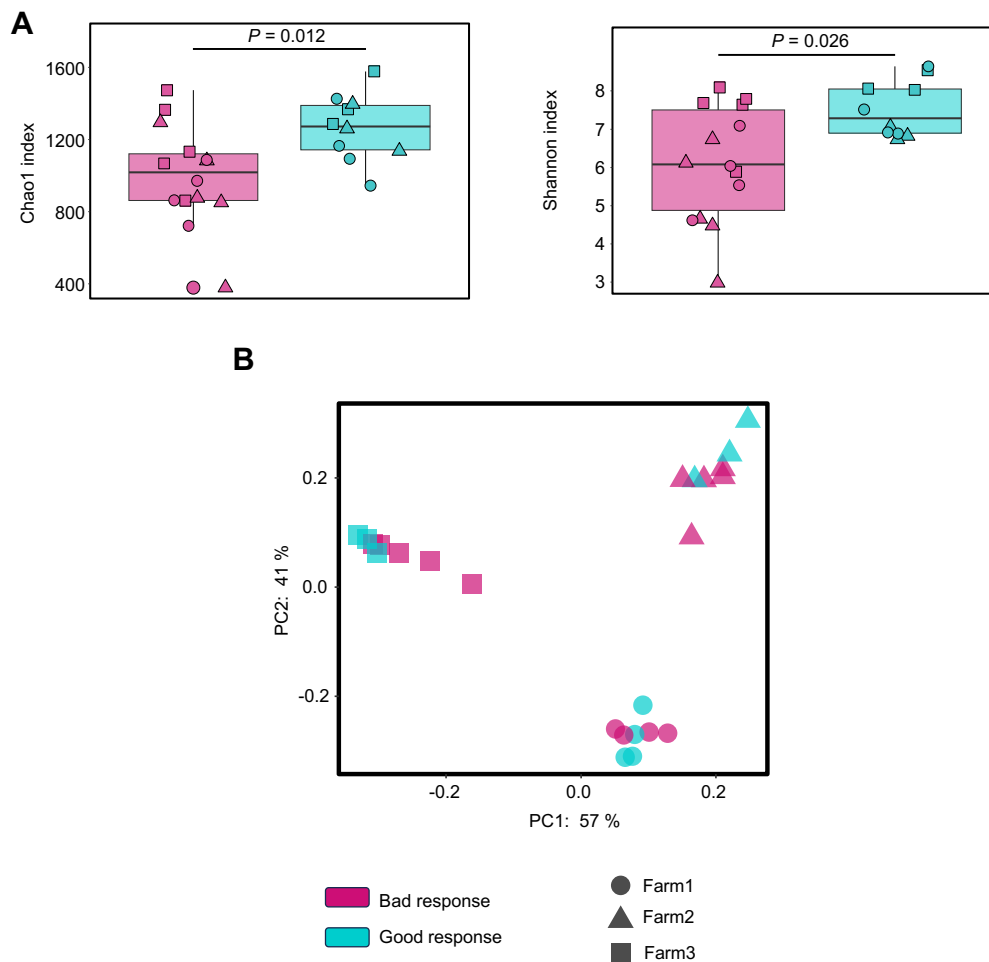 A
P = 0.012
Chao1 index
1600
1200
800
400
P = 0.026
Shannon index
8
7
6
5
4
3
B
PC2: 41 %
0.2
0.0
-0.2
-0.2
0.0
0.2
PC1: 57 %
Bad response
Good response
Farm1
Farm2
Farm3